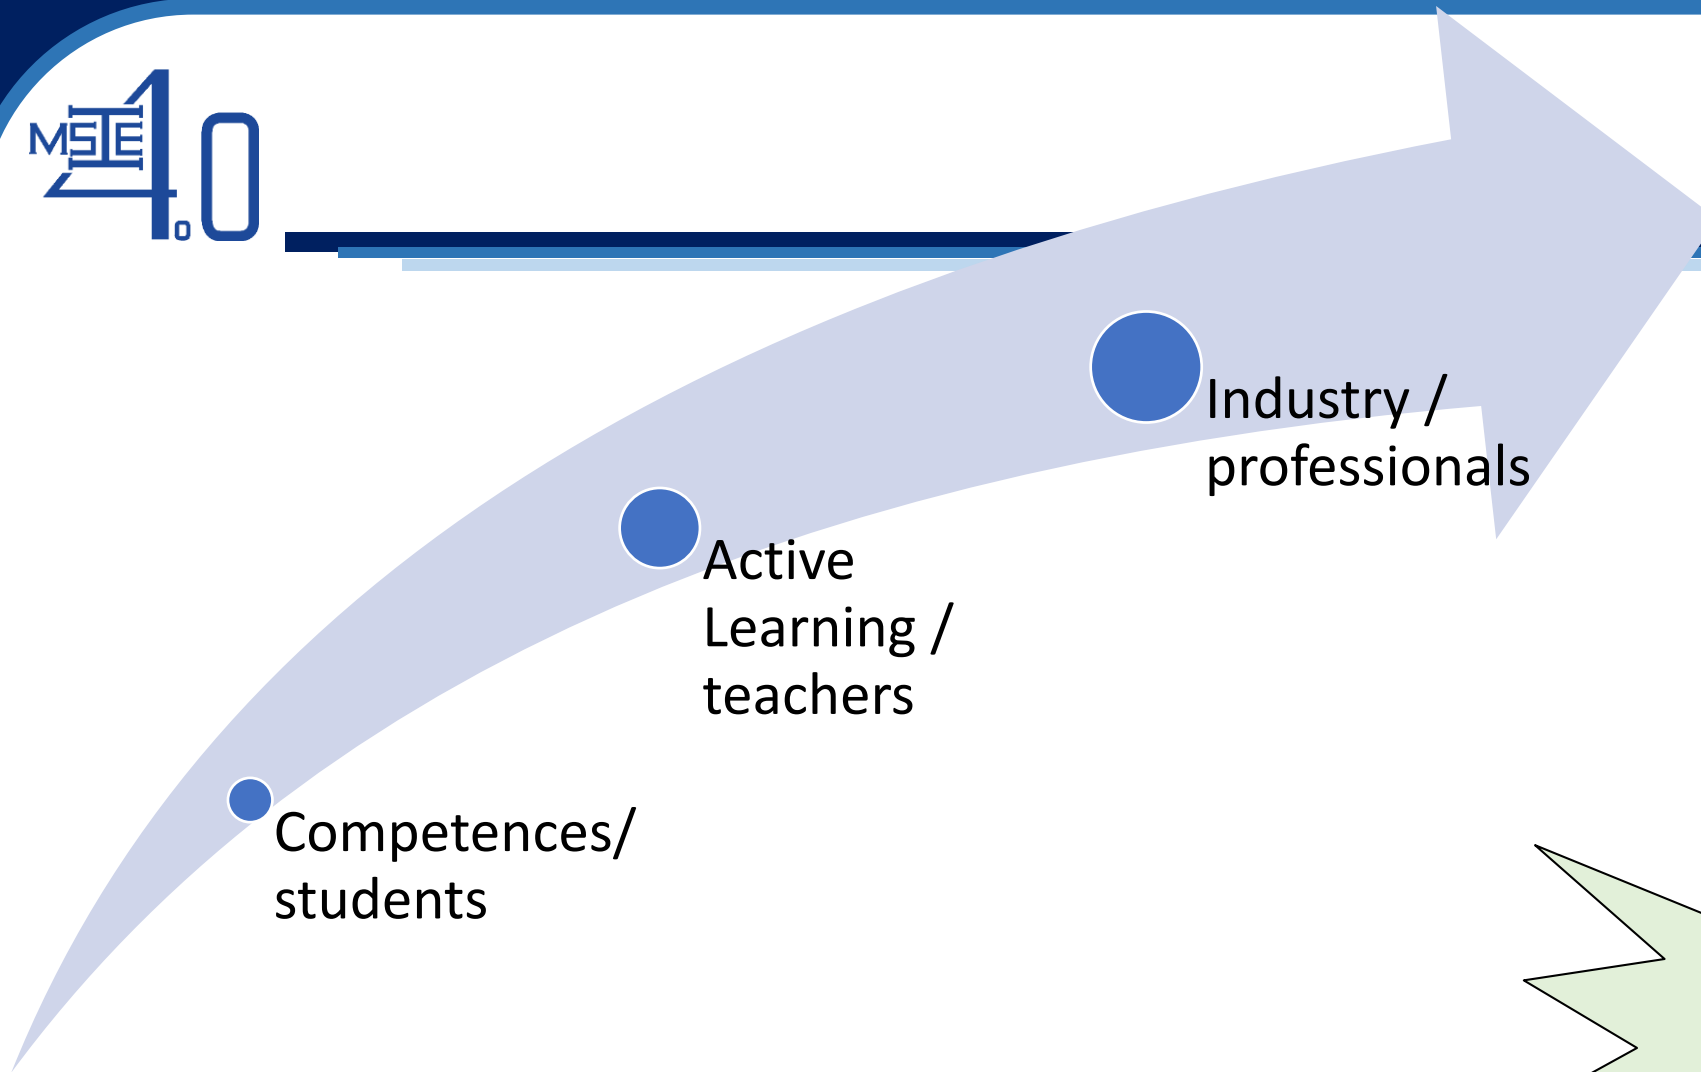 MSIE
4.0
Industry /
professionals
Active
Learning /
teachers
Competences/
students